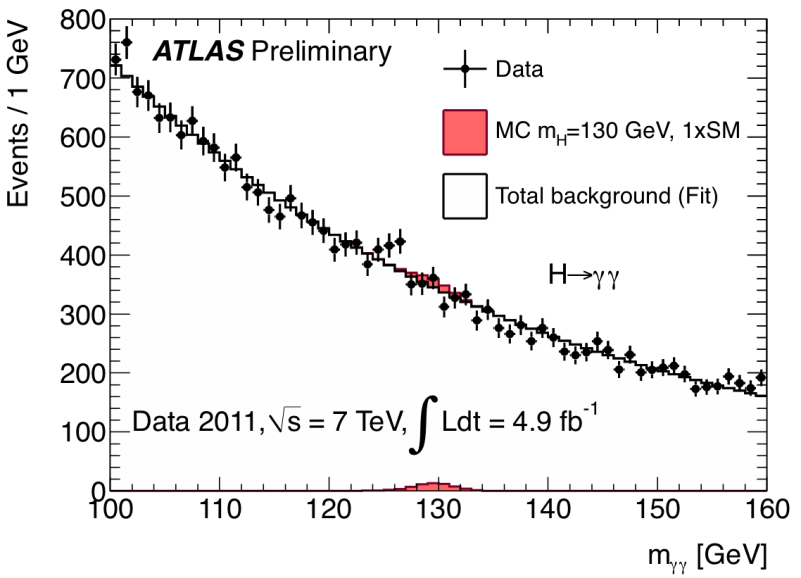 800
700
600
500
400
300
200
100
0
Events / 1 GeV
ATLAS Preliminary
Data
MC mH=130 GeV, 1xSM
Total background (Fit)
H→γγ
Data 2011, √s = 7 TeV, ∫ Ldt = 4.9 fb-1
100 110 120 130 140 150 160
mγγ [GeV]